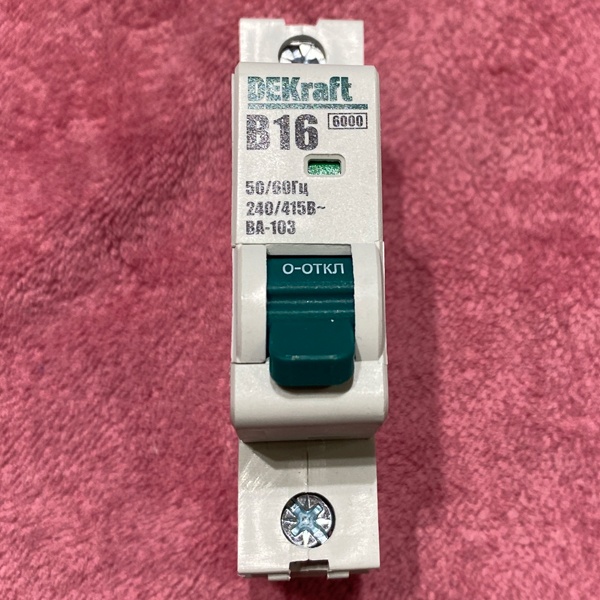 DEKraft
B16 6000
50/60Гц
240/415В~
ВА-103
О-ОТКЛ